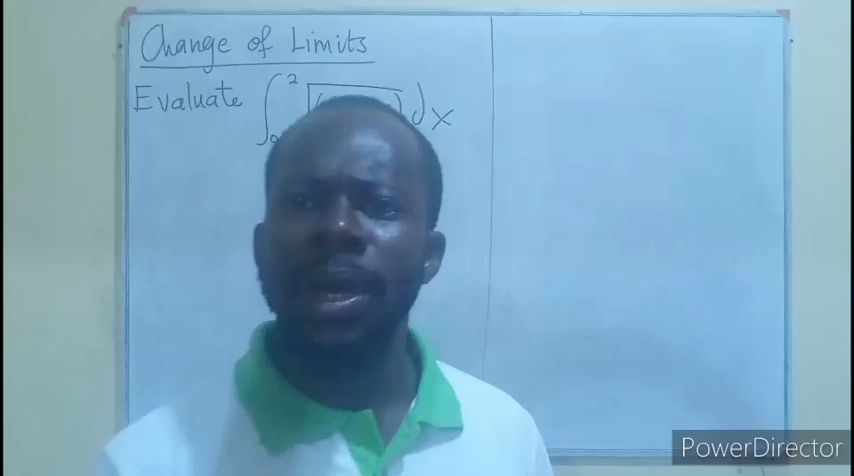 Change of Limits
Evaluate ∫ 2 √( ) dx
PowerDirector